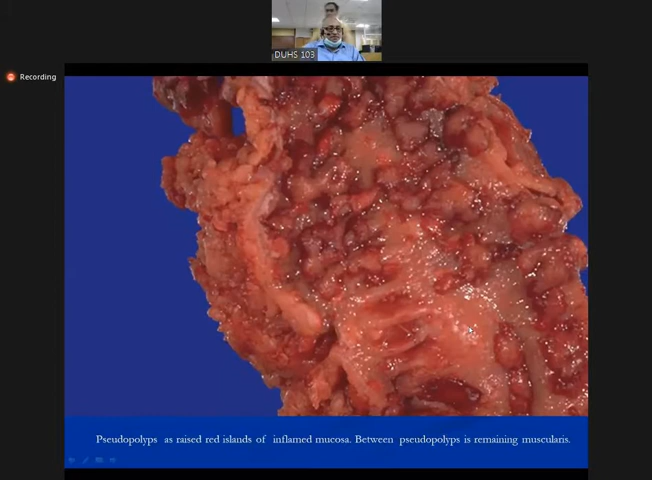 DUHS 103
Recording
Pseudopolyps as raised red islands of inflamed mucosa. Between pseudopolyps is remaining muscularis.